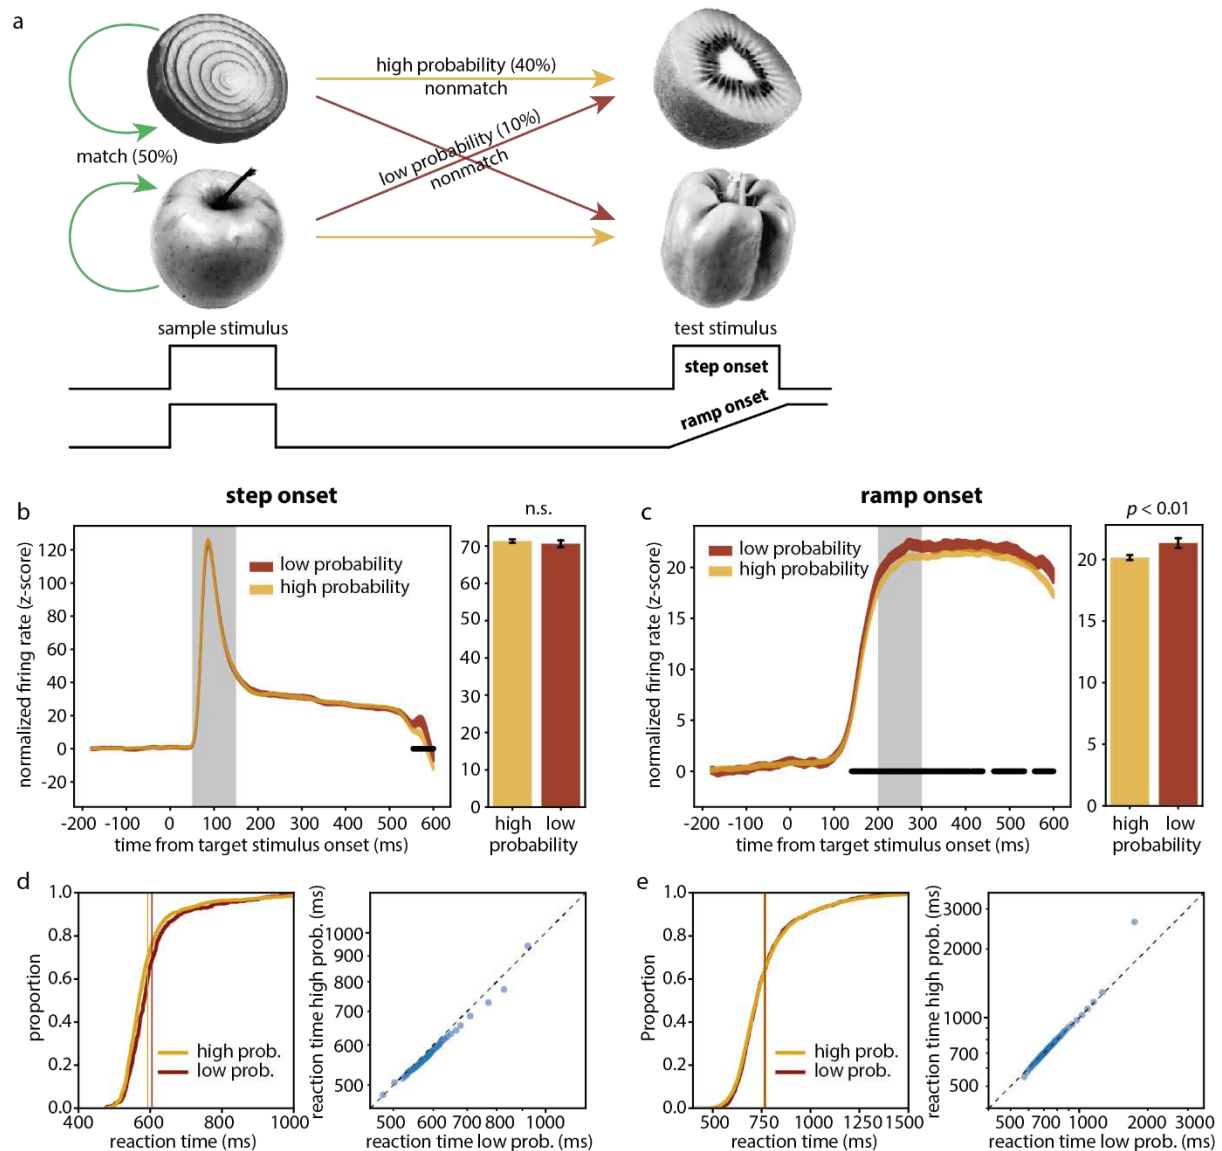 a
high probability (40%)
nonmatch
low probability (10%)
nonmatch
match (50%)
sample stimulus
test stimulus
step onset
ramp onset
step onset
b
normalized firing rate (z-score)
120
100
80
60
40
20
0
-20
low probability
high probability
-200
-100
0
100
200
300
400
500
600
time from target stimulus onset (ms)
n.s.
70
60
50
40
30
20
10
0
high
low
probability
ramp onset
c
normalized firing rate (z-score)
20
15
10
5
0
low probability
high probability
-200
-100
0
100
200
300
400
500
600
time from target stimulus onset (ms)
p < 0.01
20
15
10
5
0
high
low
probability
d
proportion
1.0
0.8
0.6
0.4
0.2
0.0
high prob.
low prob.
400
600
800
1000
reaction time (ms)
reaction time high prob. (ms)
1000
900
800
700
600
500
500
600
700
800
1000
reaction time low prob. (ms)
e
Proportion
1.0
0.8
0.6
0.4
0.2
0.0
high prob.
low prob.
500
750
1000
1250
1500
reaction time (ms)
reaction time high prob. (ms)
3000
2000
1000
700
500
500
700
1000
2000
3000
reaction time low prob. (ms)